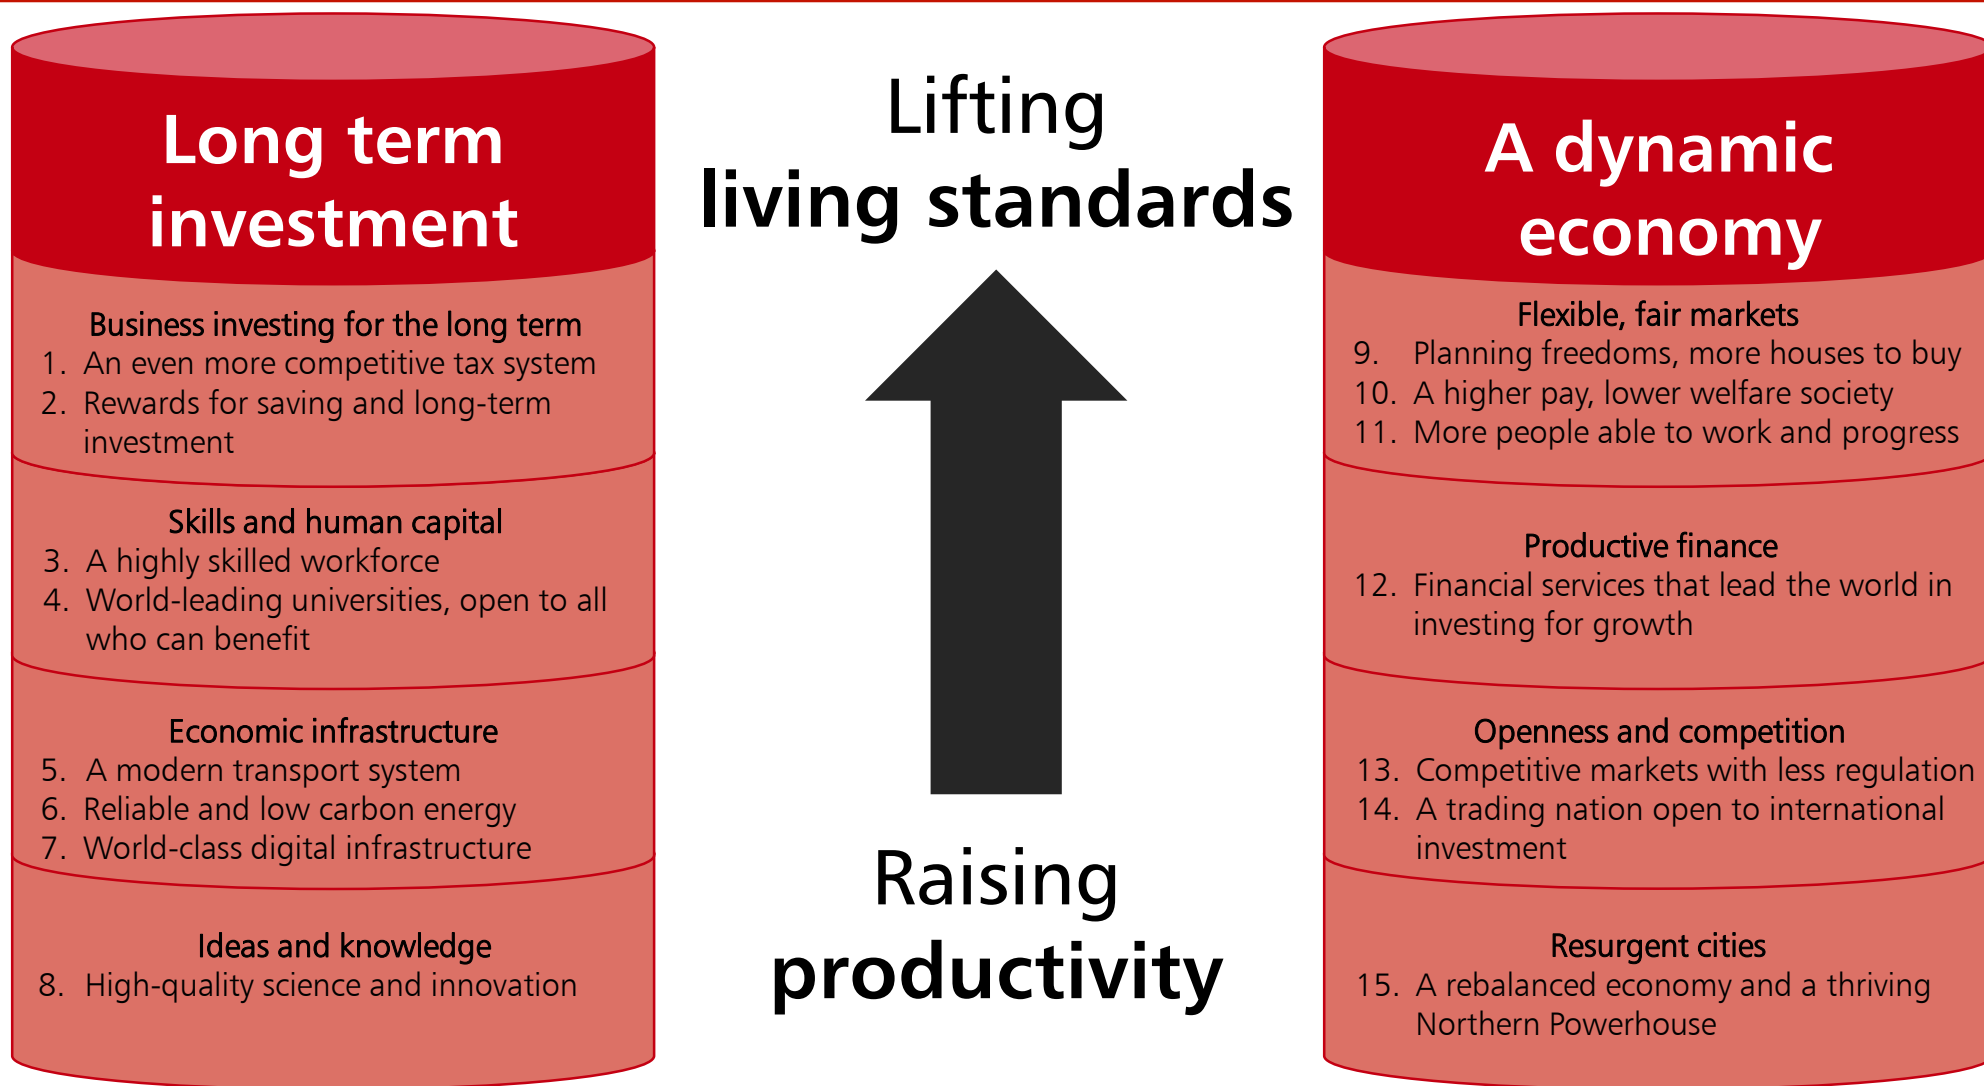 Long term
investment
Business investing for the long term
1. An even more competitive tax system
2. Rewards for saving and long-term
investment
Skills and human capital
3. A highly skilled workforce
4. World-leading universities, open to all
who can benefit
Economic infrastructure
5. A modern transport system
6. Reliable and low carbon energy
7. World-class digital infrastructure
Ideas and knowledge
8. High-quality science and innovation
Lifting
living standards
Raising
productivity
A dynamic
economy
Flexible, fair markets
9. Planning freedoms, more houses to buy
10. A higher pay, lower welfare society
11. More people able to work and progress
Productive finance
12. Financial services that lead the world in
investing for growth
Openness and competition
13. Competitive markets with less regulation
14. A trading nation open to international
investment
Resurgent cities
15. A rebalanced economy and a thriving
Northern Powerhouse